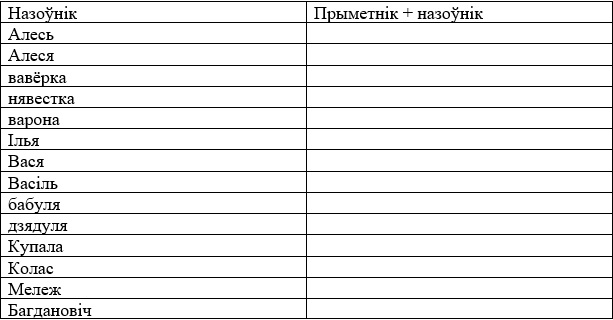 Назоўнік Прыметнік + назоўнік
Алесь
Алеся
вавёрка
нявестка
варона
Ілья
Вася
Васіль
бабуля
дзядуля
Купала
Колас
Мележ
Багдановіч